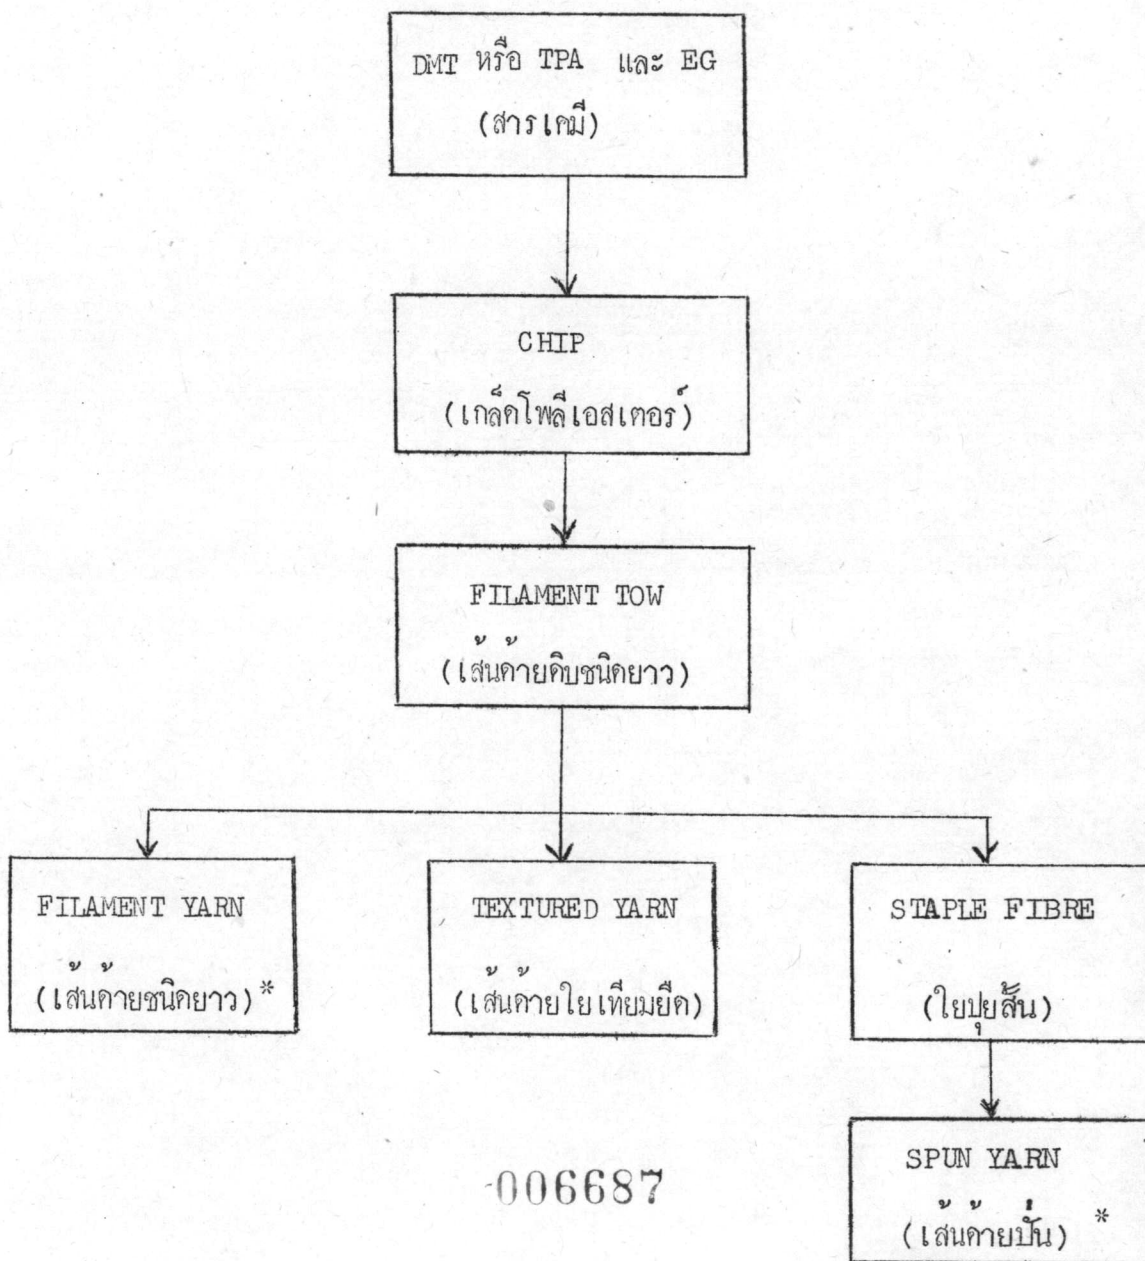 DMT หรือ TPA และ EG
(สารเคมี)
CHIP
(เกล็ดโพลีเอสเตอร์)
FILAMENT TOW
(เส้นด้ายดิบชนิดยาว)
FILAMENT YARN
(เส้นด้ายชนิดยาว)*
TEXTURED YARN
(เส้นด้ายใยเทียมยืด)
STAPLE FIBRE
(ใยปุยสั้น)
SPUN YARN
(เส้นด้ายปั่น) *
006687